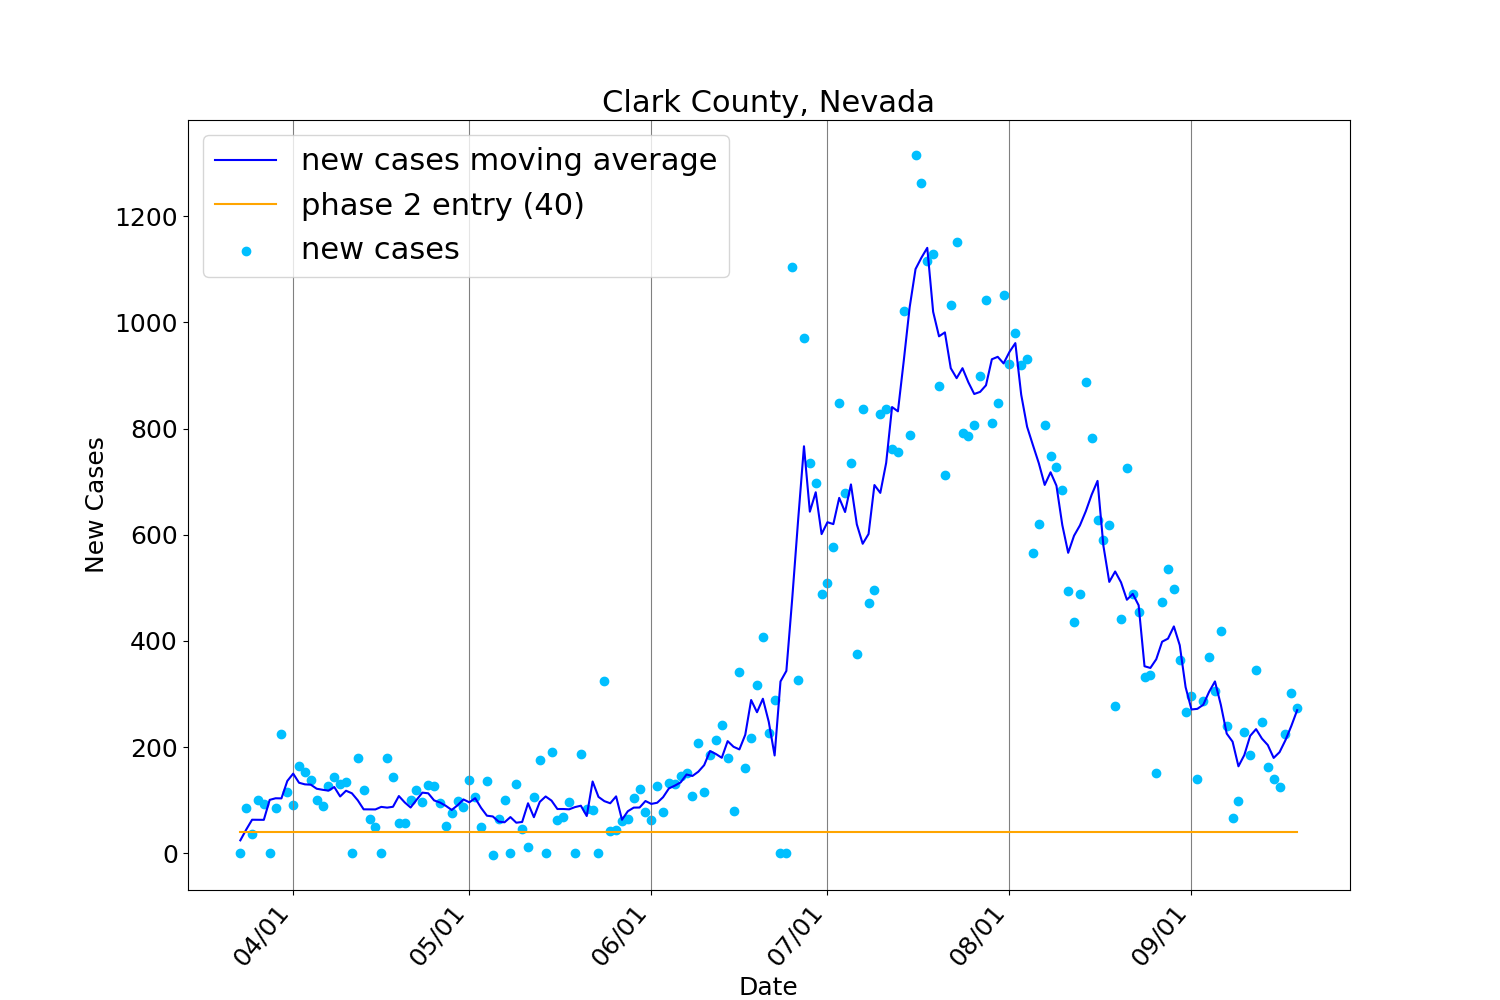 Clark County, Nevada
new cases moving average
phase 2 entry (40)
new cases
1200
1000
800
600
400
200
0
New Cases
04/01
05/01
06/01
07/01
08/01
09/01
Date